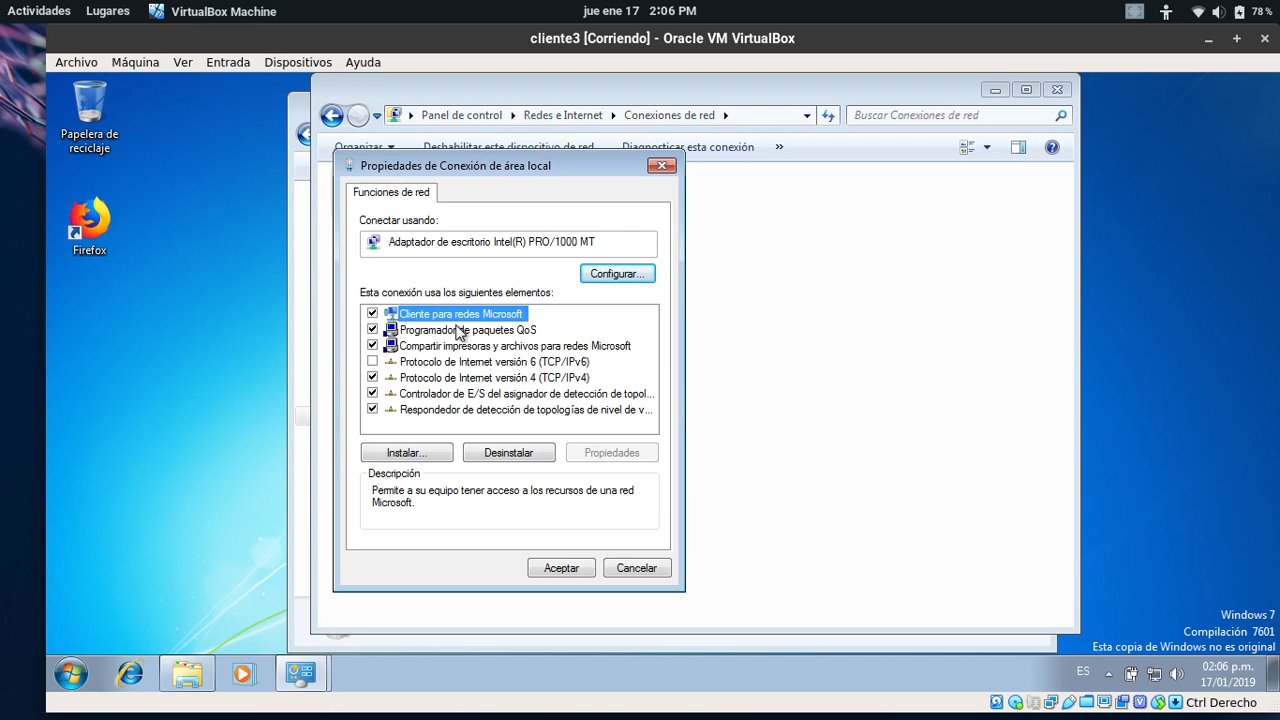 Actividades Lugares VirtualBox Machine jue ene 17 2:06 PM 78 %
cliente3 [Corriendo] - Oracle VM VirtualBox
Archivo Máquina Ver Entrada Dispositivos Ayuda
Papelera de
reciclaje
Firefox
Panel de control Redes e Internet Conexiones de red Buscar Conexiones de red
Organizar Deshabilitar este dispositivo de red Diagnosticar esta conexión »
Propiedades de Conexión de área local
Funciones de red
Conectar usando:
Adaptador de escritorio Intel(R) PRO/1000 MT
Configurar...
Esta conexión usa los siguientes elementos:
Cliente para redes Microsoft
Programador de paquetes QoS
Compartir impresoras y archivos para redes Microsoft
Protocolo de Internet versión 6 (TCP/IPv6)
Protocolo de Internet versión 4 (TCP/IPv4)
Controlador de E/S del asignador de detección de topol...
Respondedor de detección de topologías de nivel de v...
Instalar... Desinstalar Propiedades
Descripción
Permite a su equipo tener acceso a los recursos de una red
Microsoft.
Aceptar Cancelar
Windows 7
Compilación 7601
Esta copia de Windows no es original
ES 02:06 p.m.
17/01/2019
Ctrl Derecho